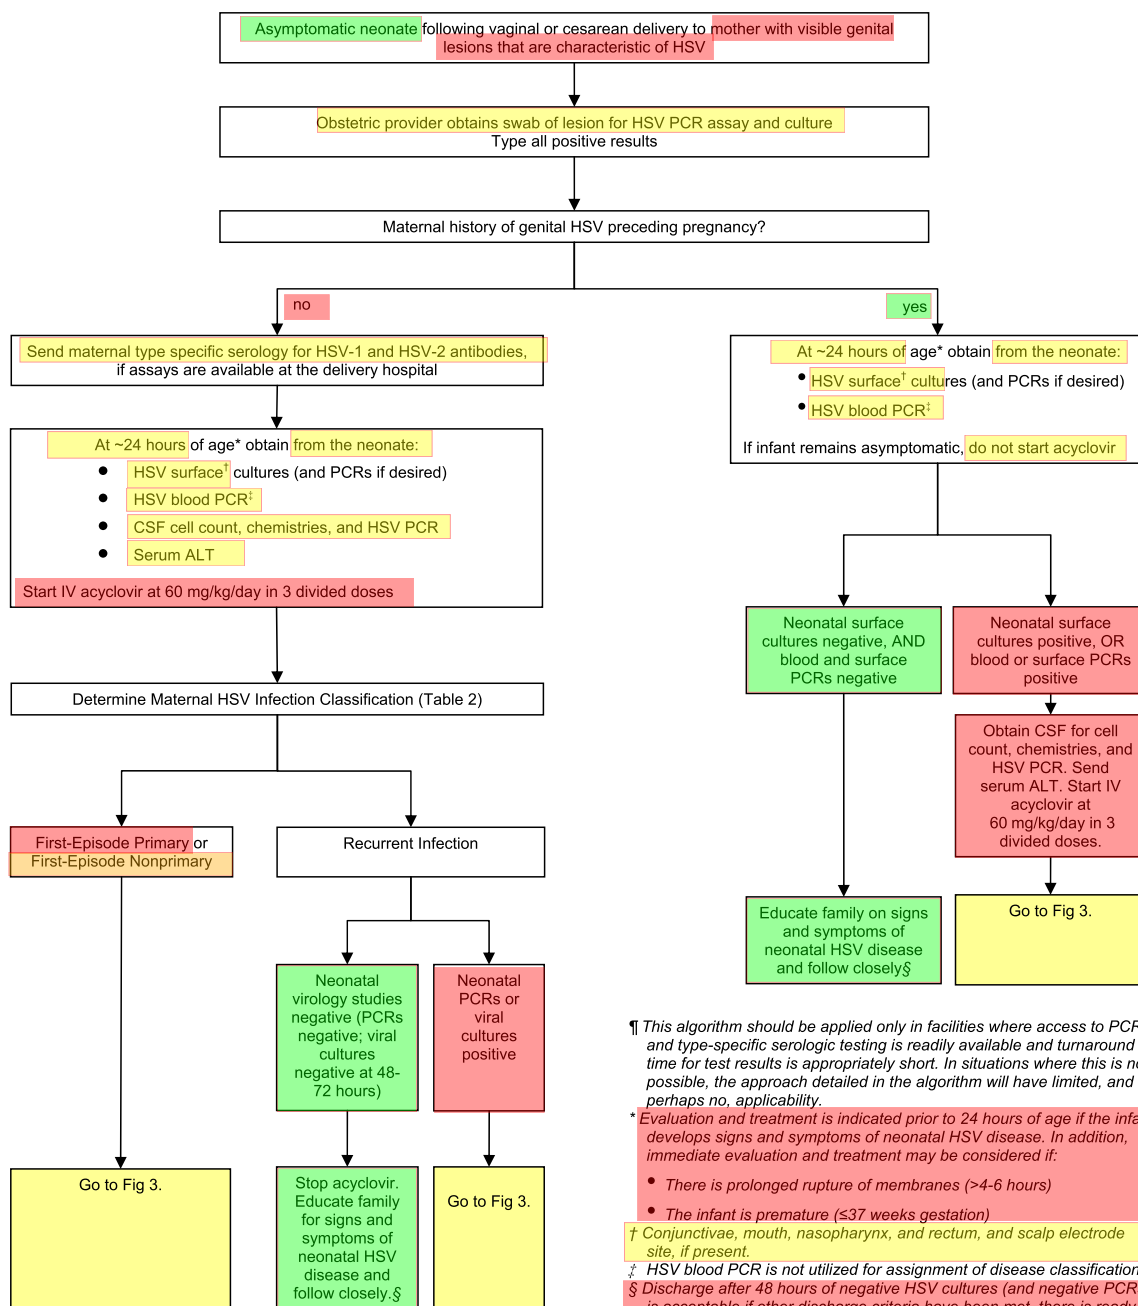 Asymptomatic neonate following vaginal or cesarean delivery to mother with visible genital
lesions that are characteristic of HSV
Obstetric provider obtains swab of lesion for HSV PCR assay and culture
Type all positive results
Maternal history of genital HSV preceding pregnancy?
no
yes
Send maternal type specific serology for HSV-1 and HSV-2 antibodies,
if assays are available at the delivery hospital
At ~24 hours of age* obtain from the neonate:
• HSV surface† cultures (and PCRs if desired)
• HSV blood PCR‡
• CSF cell count, chemistries, and HSV PCR
• Serum ALT
Start IV acyclovir at 60 mg/kg/day in 3 divided doses
At ~24 hours of age* obtain from the neonate:
• HSV surface† cultures (and PCRs if desired)
• HSV blood PCR‡
If infant remains asymptomatic, do not start acyclovir
Determine Maternal HSV Infection Classification (Table 2)
First-Episode Primary or
First-Episode Nonprimary
Recurrent Infection
Neonatal
virology studies
negative (PCRs
negative; viral
cultures
negative at 48-
72 hours)
Neonatal
PCRs or
viral
cultures
positive
Go to Fig 3.
Stop acyclovir.
Educate family
for signs and
symptoms of
neonatal HSV
disease and
follow closely.§
Go to Fig 3.
Neonatal surface
cultures negative, AND
blood and surface
PCRs negative
Neonatal surface
cultures positive, OR
blood or surface PCRs
positive
Obtain CSF for cell
count, chemistries, and
HSV PCR. Send
serum ALT. Start IV
acyclovir at
60 mg/kg/day in 3
divided doses.
Educate family on signs
and symptoms of
neonatal HSV disease
and follow closely§
Go to Fig 3.
¶ This algorithm should be applied only in facilities where access to PCR
and type-specific serologic testing is readily available and turnaround
time for test results is appropriately short. In situations where this is
possible, the approach detailed in the algorithm will have limited, and
perhaps no, applicability.
* Evaluation and treatment is indicated prior to 24 hours of age if the
develops signs and symptoms of neonatal HSV disease. In addition,
immediate evaluation and treatment may be considered if:
• There is prolonged rupture of membranes (>4-6 hours)
• The infant is premature (≤37 weeks gestation)
† Conjunctivae, mouth, nasopharynx, and rectum, and scalp electrode
site, if present.
‡ HSV blood PCR is not utilized for assignment of disease classification
§ Discharge after 48 hours of negative HSV cultures (and negative PCR